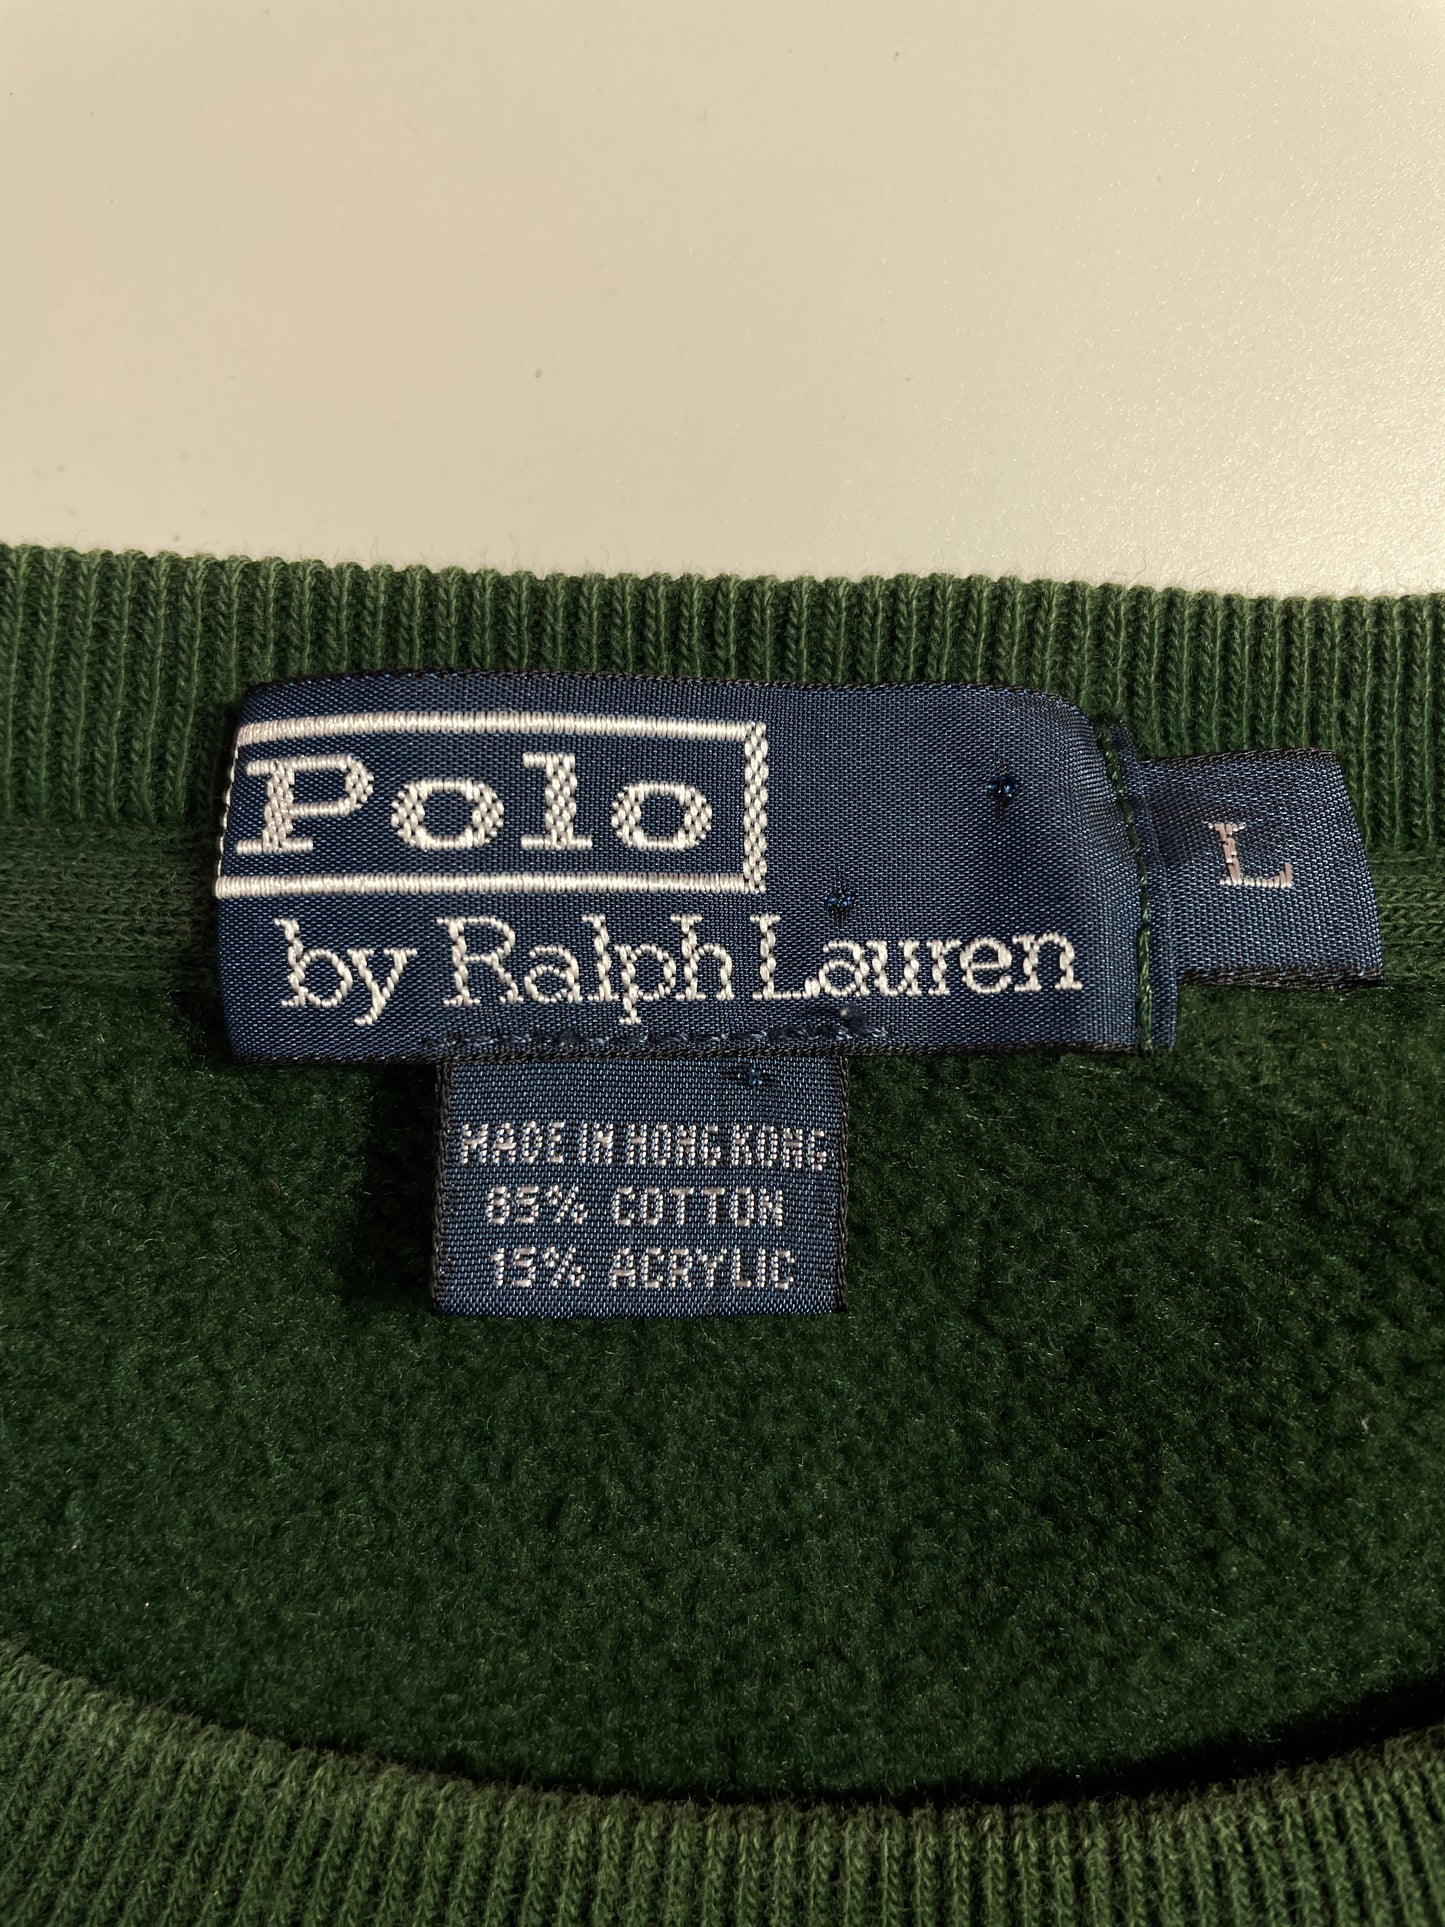 Polo
by Ralph Lauren
L
MADE IN HONG KONG
85% COTTON
15% ACRYLIC